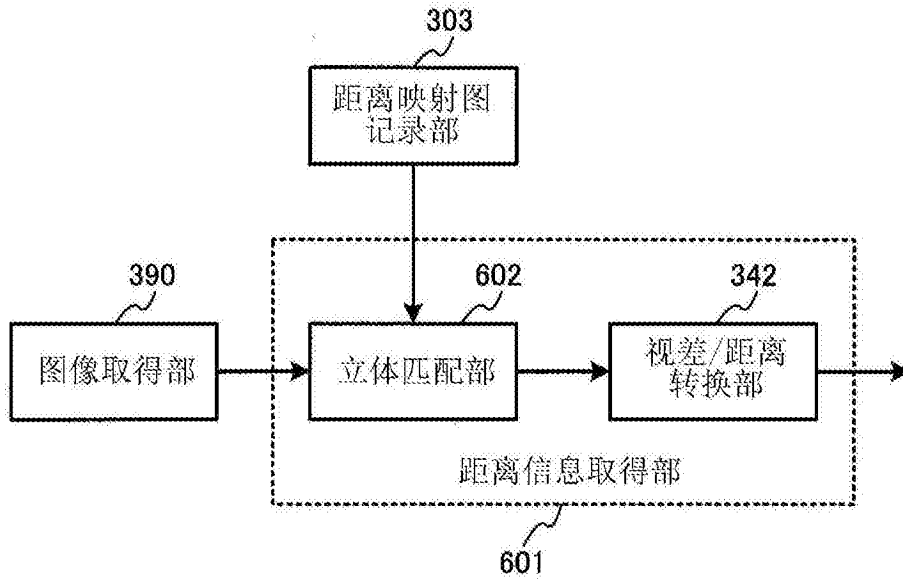 303
距离映射图
记录部
390
602
342
图像取得部
立体匹配部
视差/距离
转换部
距离信息取得部
601